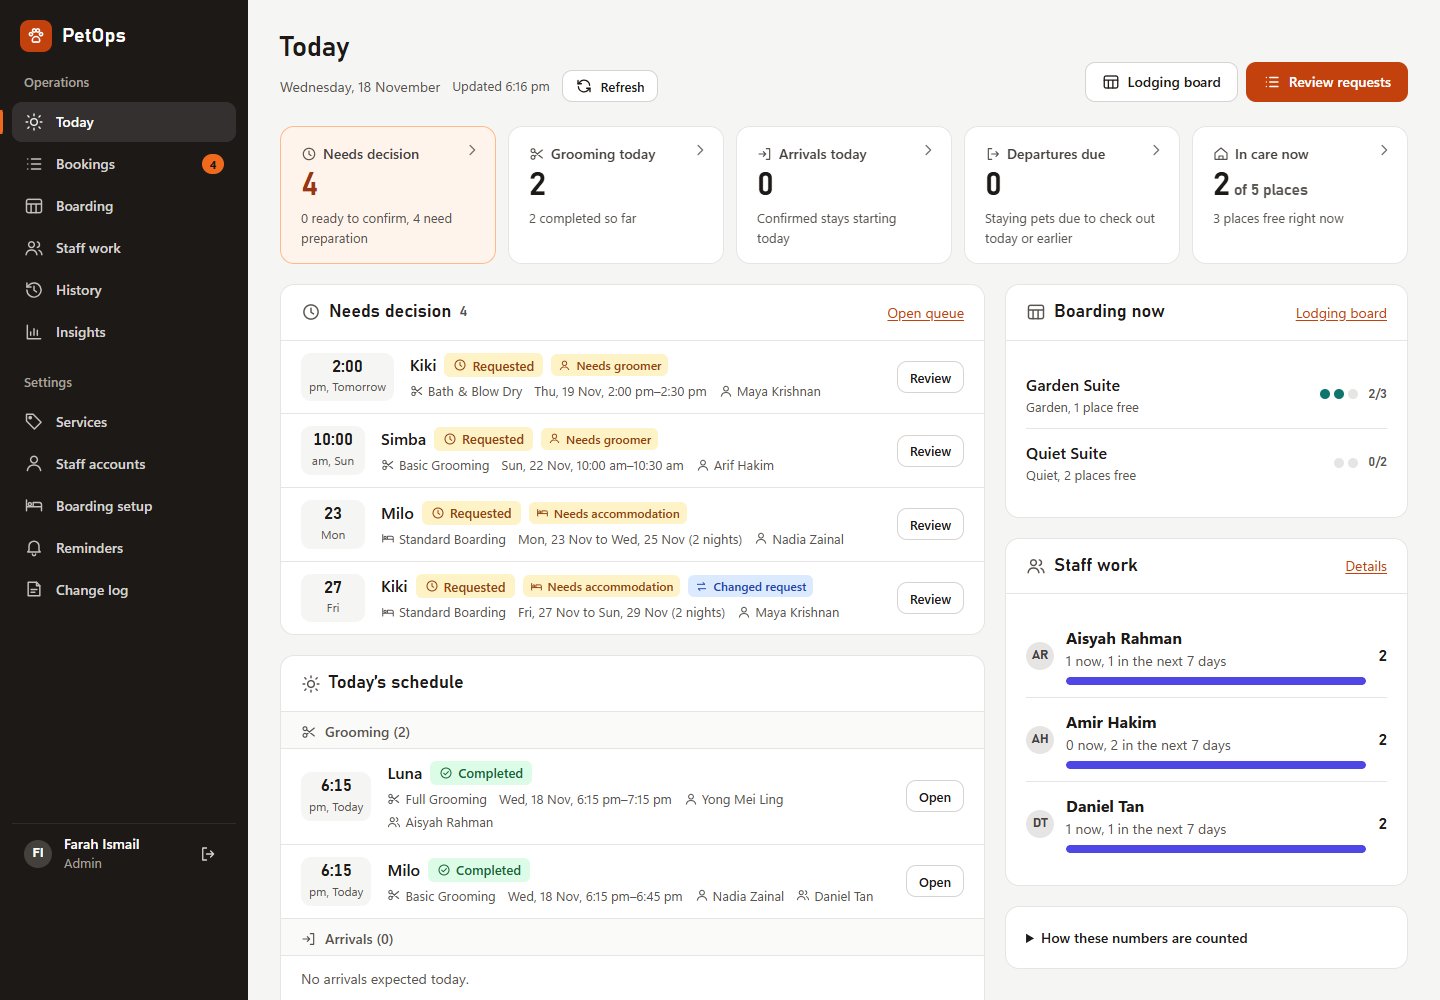 PetOps
Operations
Today
Bookings 4
Boarding
Staff work
History
Insights
Settings
Services
Staff accounts
Boarding setup
Reminders
Change log
FI Farah Ismail
Admin
Today
Wednesday, 18 November Updated 6:16 pm Refresh
Lodging board Review requests
Needs decision
4
0 ready to confirm, 4 need
preparation
Grooming today
2
2 completed so far
Arrivals today
0
Confirmed stays starting
today
Departures due
0
Staying pets due to check out
today or earlier
In care now
2 of 5 places
3 places free right now
Needs decision 4 Open queue
2:00
pm, Tomorrow
Kiki Requested Needs groomer
Bath & Blow Dry Thu, 19 Nov, 2:00 pm–2:30 pm Maya Krishnan
Review
10:00
am, Sun
Simba Requested Needs groomer
Basic Grooming Sun, 22 Nov, 10:00 am–10:30 am Arif Hakim
Review
23
Mon
Milo Requested Needs accommodation
Standard Boarding Mon, 23 Nov to Wed, 25 Nov (2 nights) Nadia Zainal
Review
27
Fri
Kiki Requested Needs accommodation Changed request
Standard Boarding Fri, 27 Nov to Sun, 29 Nov (2 nights) Maya Krishnan
Review
Today's schedule
Grooming (2)
6:15
pm, Today
Luna Completed
Full Grooming Wed, 18 Nov, 6:15 pm–7:15 pm Yong Mei Ling
Aisyah Rahman
Open
6:15
pm, Today
Milo Completed
Basic Grooming Wed, 18 Nov, 6:15 pm–6:45 pm Nadia Zainal Daniel Tan
Open
Arrivals (0)
No arrivals expected today.
Boarding now Lodging board
Garden Suite
Garden, 1 place free
2/3
Quiet Suite
Quiet, 2 places free
0/2
Staff work Details
AR Aisyah Rahman
1 now, 1 in the next 7 days
2
AH Amir Hakim
0 now, 2 in the next 7 days
2
DT Daniel Tan
1 now, 1 in the next 7 days
2
How these numbers are counted